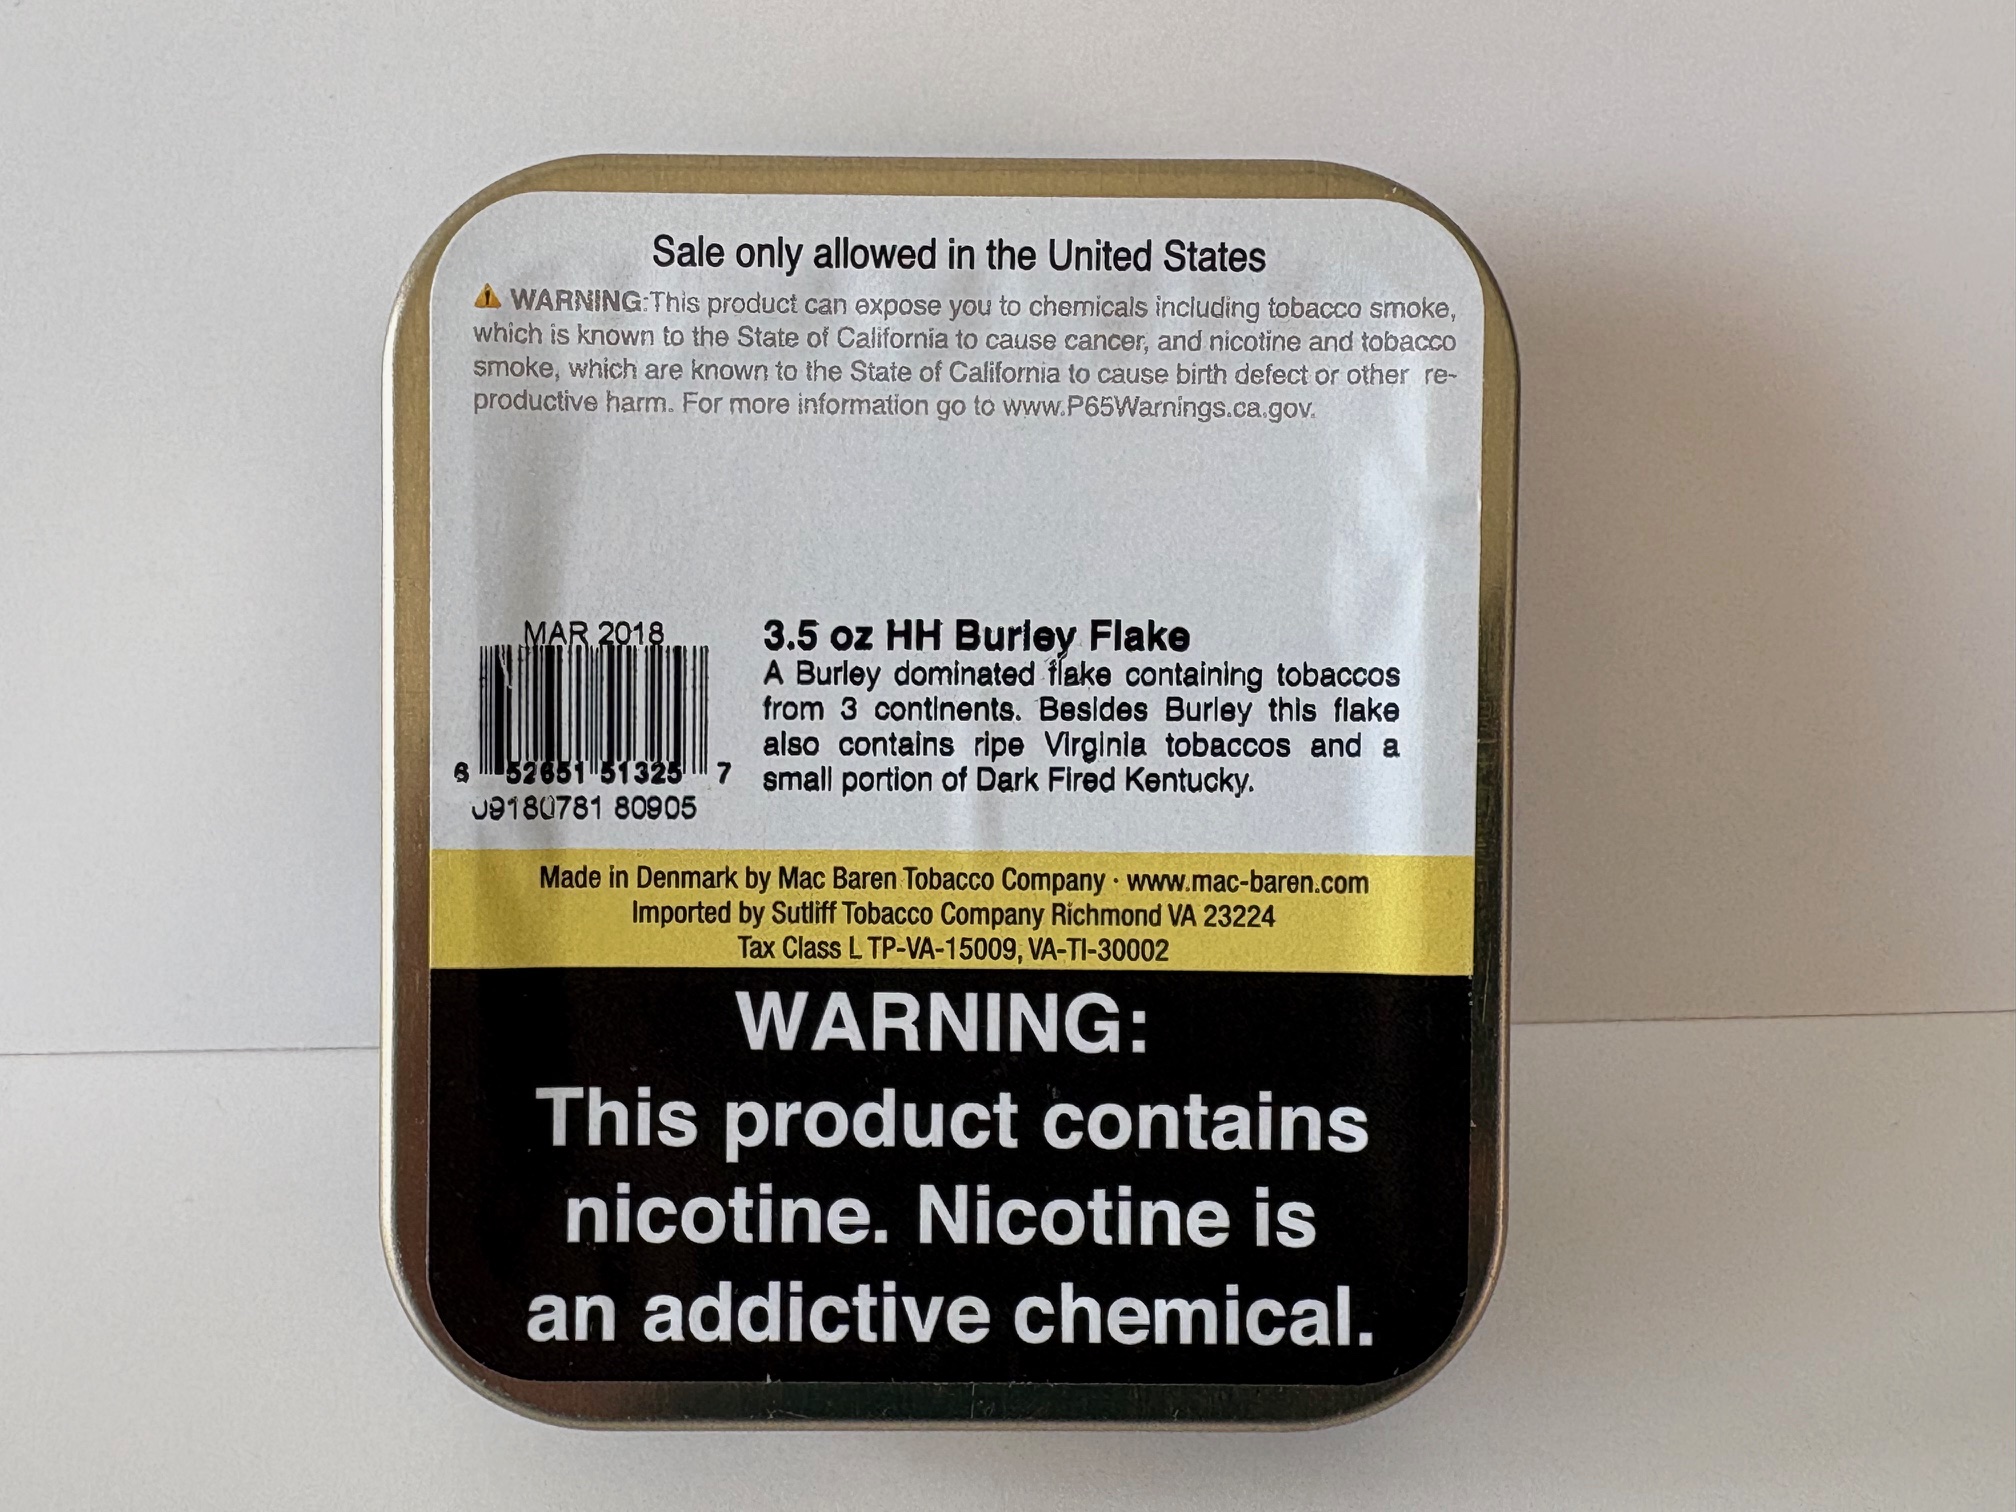 Sale only allowed in the United States
⚠ WARNING:This product can expose you to chemicals including tobacco smoke,
which is known to the State of California to cause cancer, and nicotine and tobacco
smoke, which are known to the State of California to cause birth defect or other re-
productive harm. For more information go to www.P65Warnings.ca.gov.
MAR 2018
6 52651 51325 7
09180781 80905
3.5 oz HH Burley Flake
A Burley dominated flake containing tobaccos
from 3 continents. Besides Burley this flake
also contains ripe Virginia tobaccos and a
small portion of Dark Fired Kentucky.
Made in Denmark by Mac Baren Tobacco Company · www.mac-baren.com
Imported by Sutliff Tobacco Company Richmond VA 23224
Tax Class L TP-VA-15009, VA-TI-30002
WARNING:
This product contains
nicotine. Nicotine is
an addictive chemical.